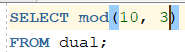 SELECT mod(10, 3)
FROM dual;